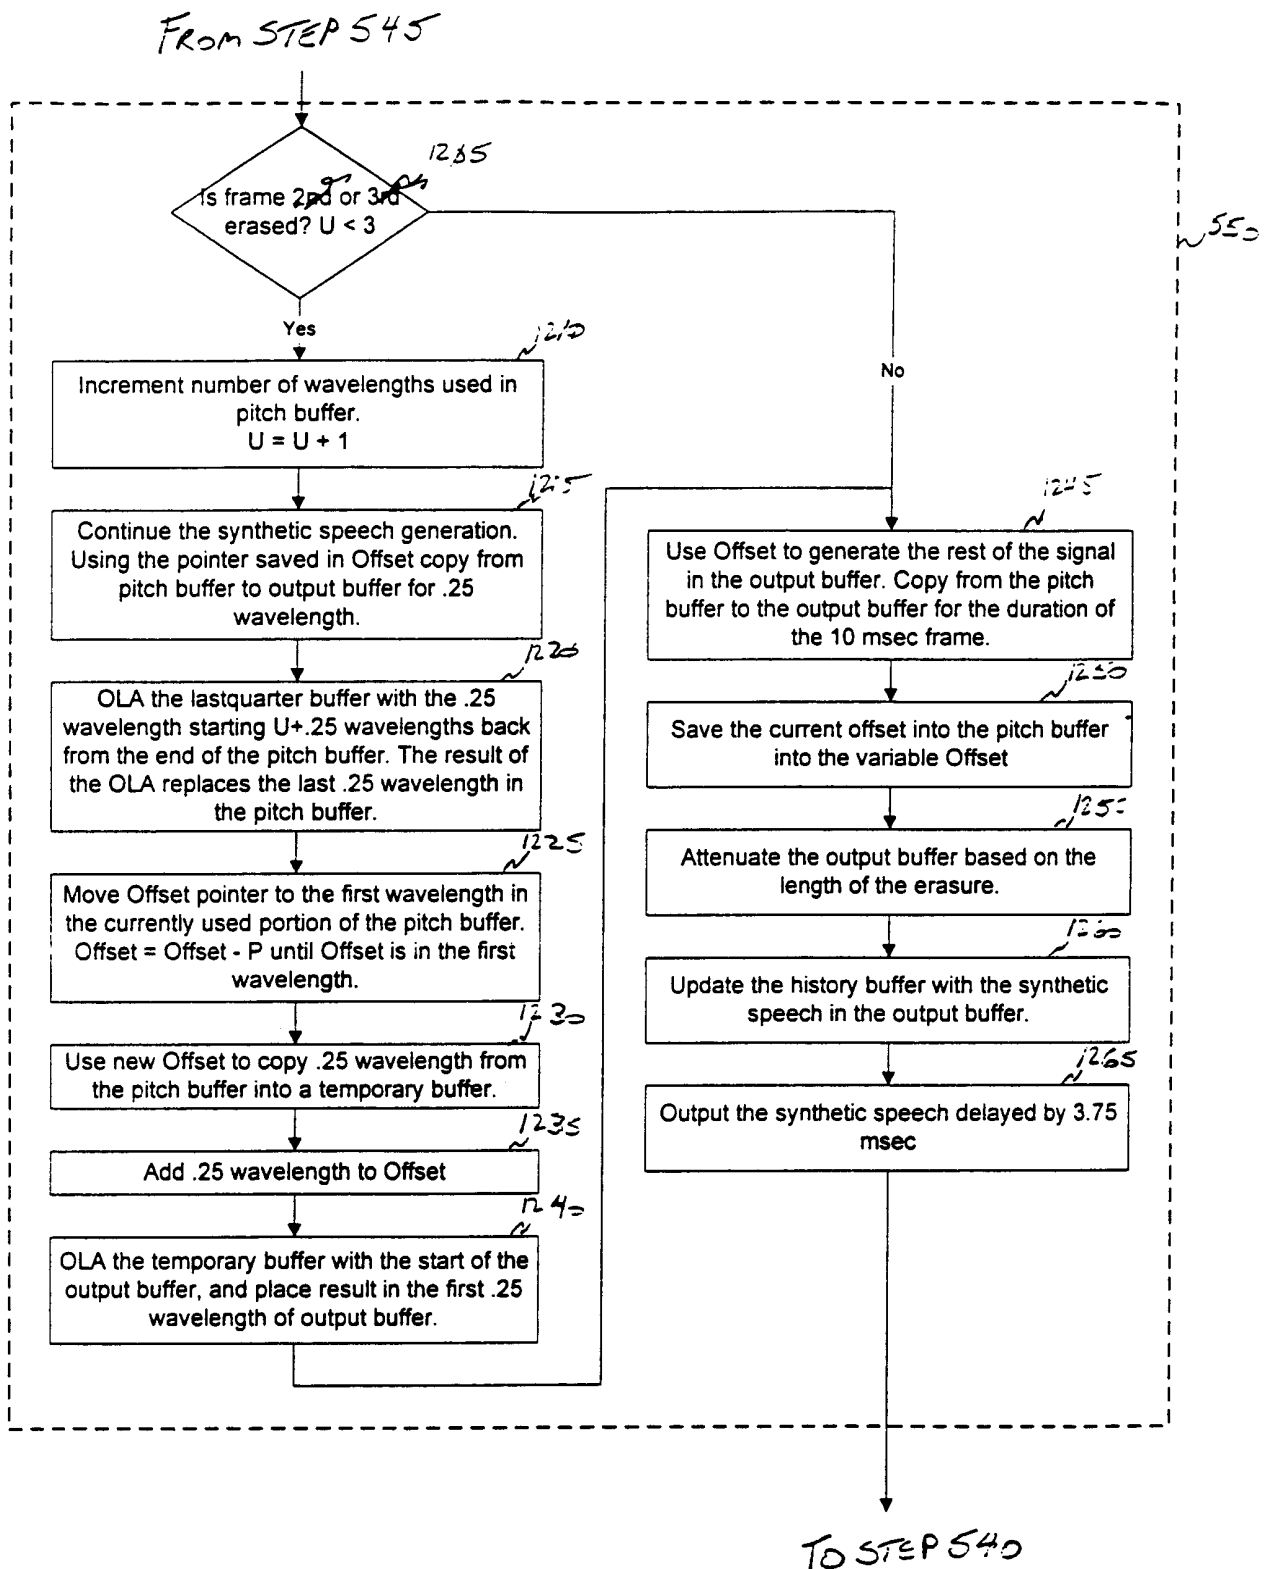 FROM STEP 545
1205
Is frame 2nd or 3rd
erased? U < 3
550
Yes
No
1210
Increment number of wavelengths used in
pitch buffer.
U = U + 1
1215
Continue the synthetic speech generation.
Using the pointer saved in Offset copy from
pitch buffer to output buffer for .25
wavelength.
1220
OLA the lastquarter buffer with the .25
wavelength starting U+.25 wavelengths back
from the end of the pitch buffer. The result of
the OLA replaces the last .25 wavelength in
the pitch buffer.
1225
Move Offset pointer to the first wavelength in
the currently used portion of the pitch buffer.
Offset = Offset - P until Offset is in the first
wavelength.
1230
Use new Offset to copy .25 wavelength from
the pitch buffer into a temporary buffer.
1235
Add .25 wavelength to Offset
1240
OLA the temporary buffer with the start of the
output buffer, and place result in the first .25
wavelength of output buffer.
1245
Use Offset to generate the rest of the signal
in the output buffer. Copy from the pitch
buffer to the output buffer for the duration of
the 10 msec frame.
1250
Save the current offset into the pitch buffer
into the variable Offset
Attenuate the output buffer based on the
length of the erasure.
1260
Update the history buffer with the synthetic
speech in the output buffer.
1265
Output the synthetic speech delayed by 3.75
msec
TO STEP 540